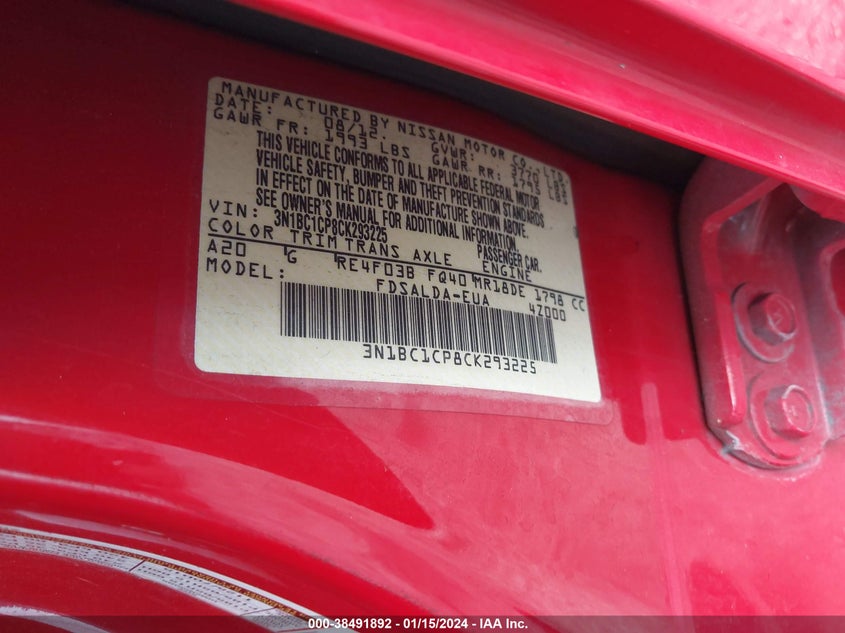 MANUFACTURED BY NISSAN MOTOR CO., LTD.
DATE: 08/12. GVWR: 3770 LBS
GAWR FR: 1993 LBS GAWR RR: 1795 LBS
THIS VEHICLE CONFORMS TO ALL APPLICABLE FEDERAL MOTOR
VEHICLE SAFETY, BUMPER AND THEFT PREVENTION STANDARDS
IN EFFECT ON THE DATE OF MANUFACTURE SHOWN ABOVE.
SEE OWNER'S MANUAL FOR ADDITIONAL INFORMATION.
VIN: 3N1BC1CP8CK293225 PASSENGER CAR.
COLOR TRIM TRANS AXLE ENGINE
A20 G RE4F03B FQ40 MR18DE 1798 CC
MODEL: FDSALDA-EUA 4Z000
3N1BC1CP8CK293225
000-38491892 - 01/15/2024 - IAA Inc.